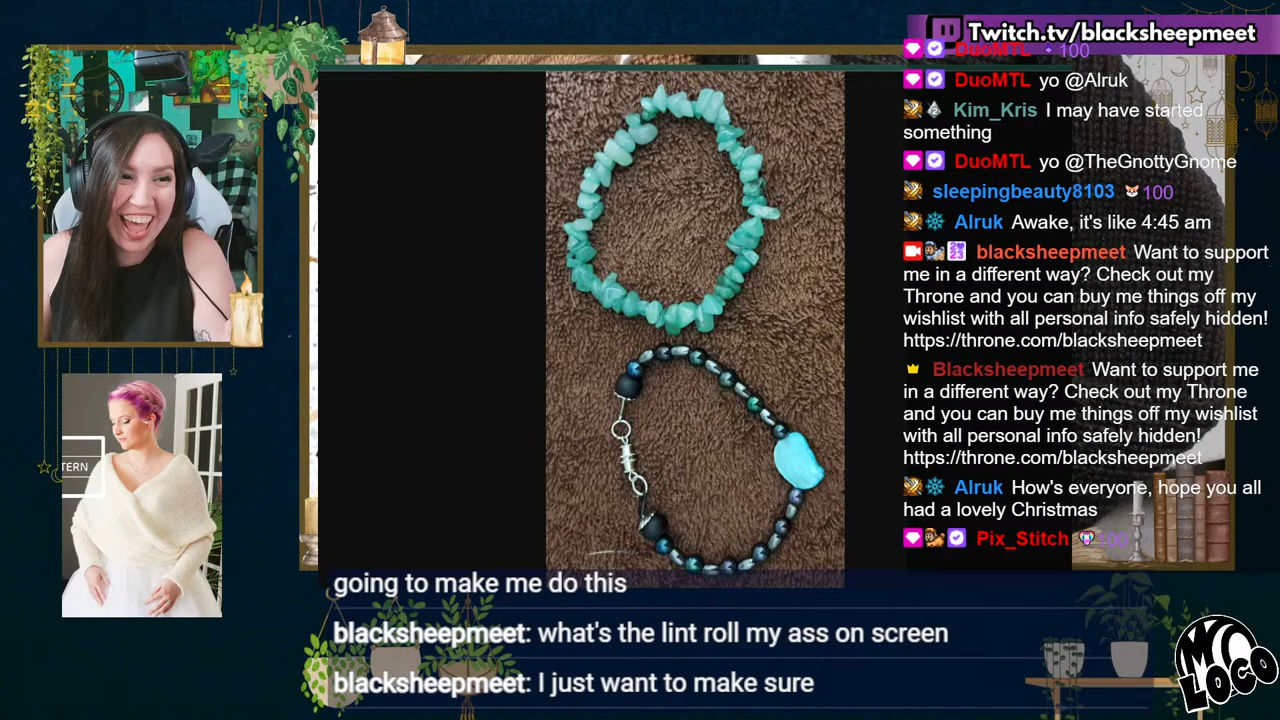 Twitch.tv/blacksheepmeet
DuoMTL • 100
DuoMTL yo @Alruk
Kim_Kris I may have started
something
DuoMTL yo @TheGnottyGnome
sleepingbeauty8103 100
Alruk Awake, it's like 4:45 am
blacksheepmeet Want to support
me in a different way? Check out my
Throne and you can buy me things off my
wishlist with all personal info safely hidden!
https://throne.com/blacksheepmeet
Blacksheepmeet Want to support me
in a different way? Check out my Throne
and you can buy me things off my wishlist
with all personal info safely hidden!
https://throne.com/blacksheepmeet
Alruk How's everyone, hope you all
had a lovely Christmas
Pix_Stitch 100
TERN
going to make me do this
blacksheepmeet: what's the lint roll my ass on screen
blacksheepmeet: I just want to make sure
MC
LOCO